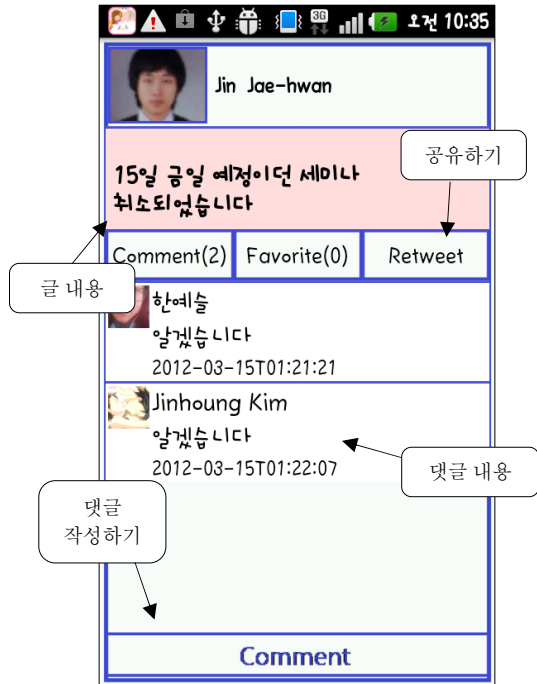 3G
오전 10:35
Jin Jae-hwan
공유하기
15일 금일 예정이던 세미나
취소되었습니다
Comment(2) Favorite(0) Retweet
글 내용
한예슬
알겠습니다
2012-03-15T01:21:21
Jinhoung Kim
알겠습니다
2012-03-15T01:22:07
댓글 내용
댓글
작성하기
Comment